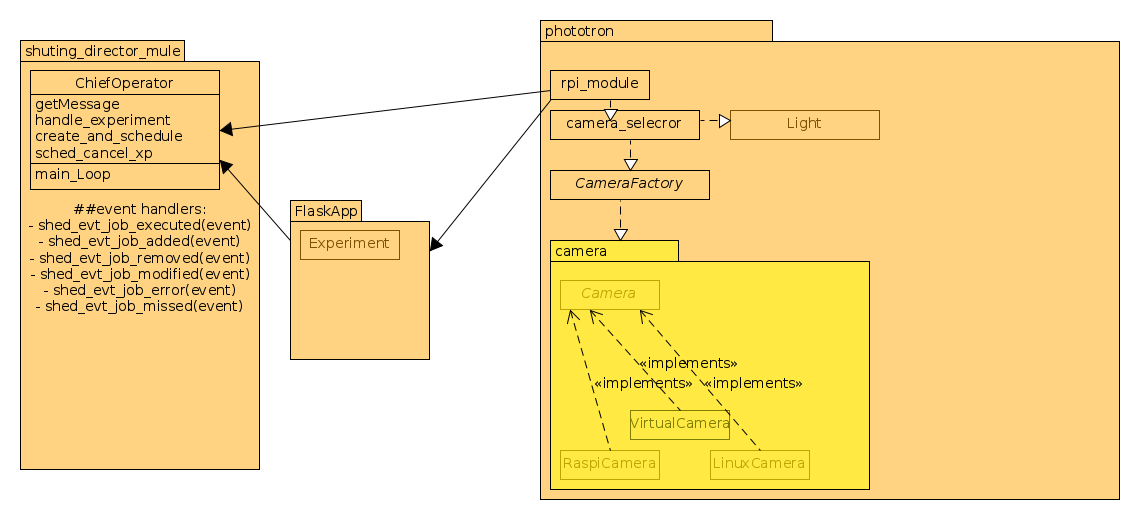 shuting_director_mule
ChiefOperator
getMessage
handle_experiment
create_and_schedule
sched_cancel_xp
main_Loop
##event handlers:
- shed_evt_job_executed(event)
- shed_evt_job_added(event)
- shed_evt_job_removed(event)
- shed_evt_job_modified(event)
- shed_evt_job_error(event)
- shed_evt_job_missed(event)
FlaskApp
Experiment
phototron
rpi_module
camera_selecror
Light
CameraFactory
camera
Camera
«implements»
«implements»
«implements»
VirtualCamera
RaspiCamera
LinuxCamera